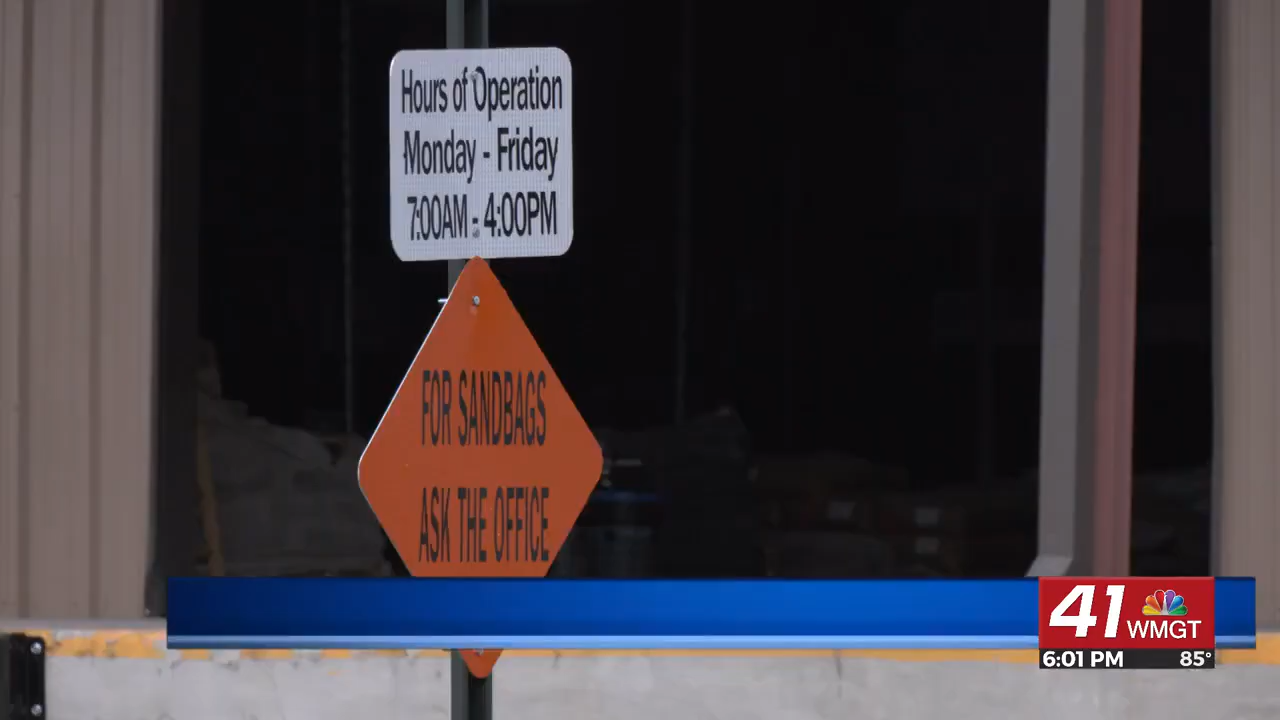 Hours of Operation
Monday - Friday
7:00AM - 4:00PM
FOR SANDBAGS
ASK THE OFFICE
41
WMGT
6:01 PM 85°